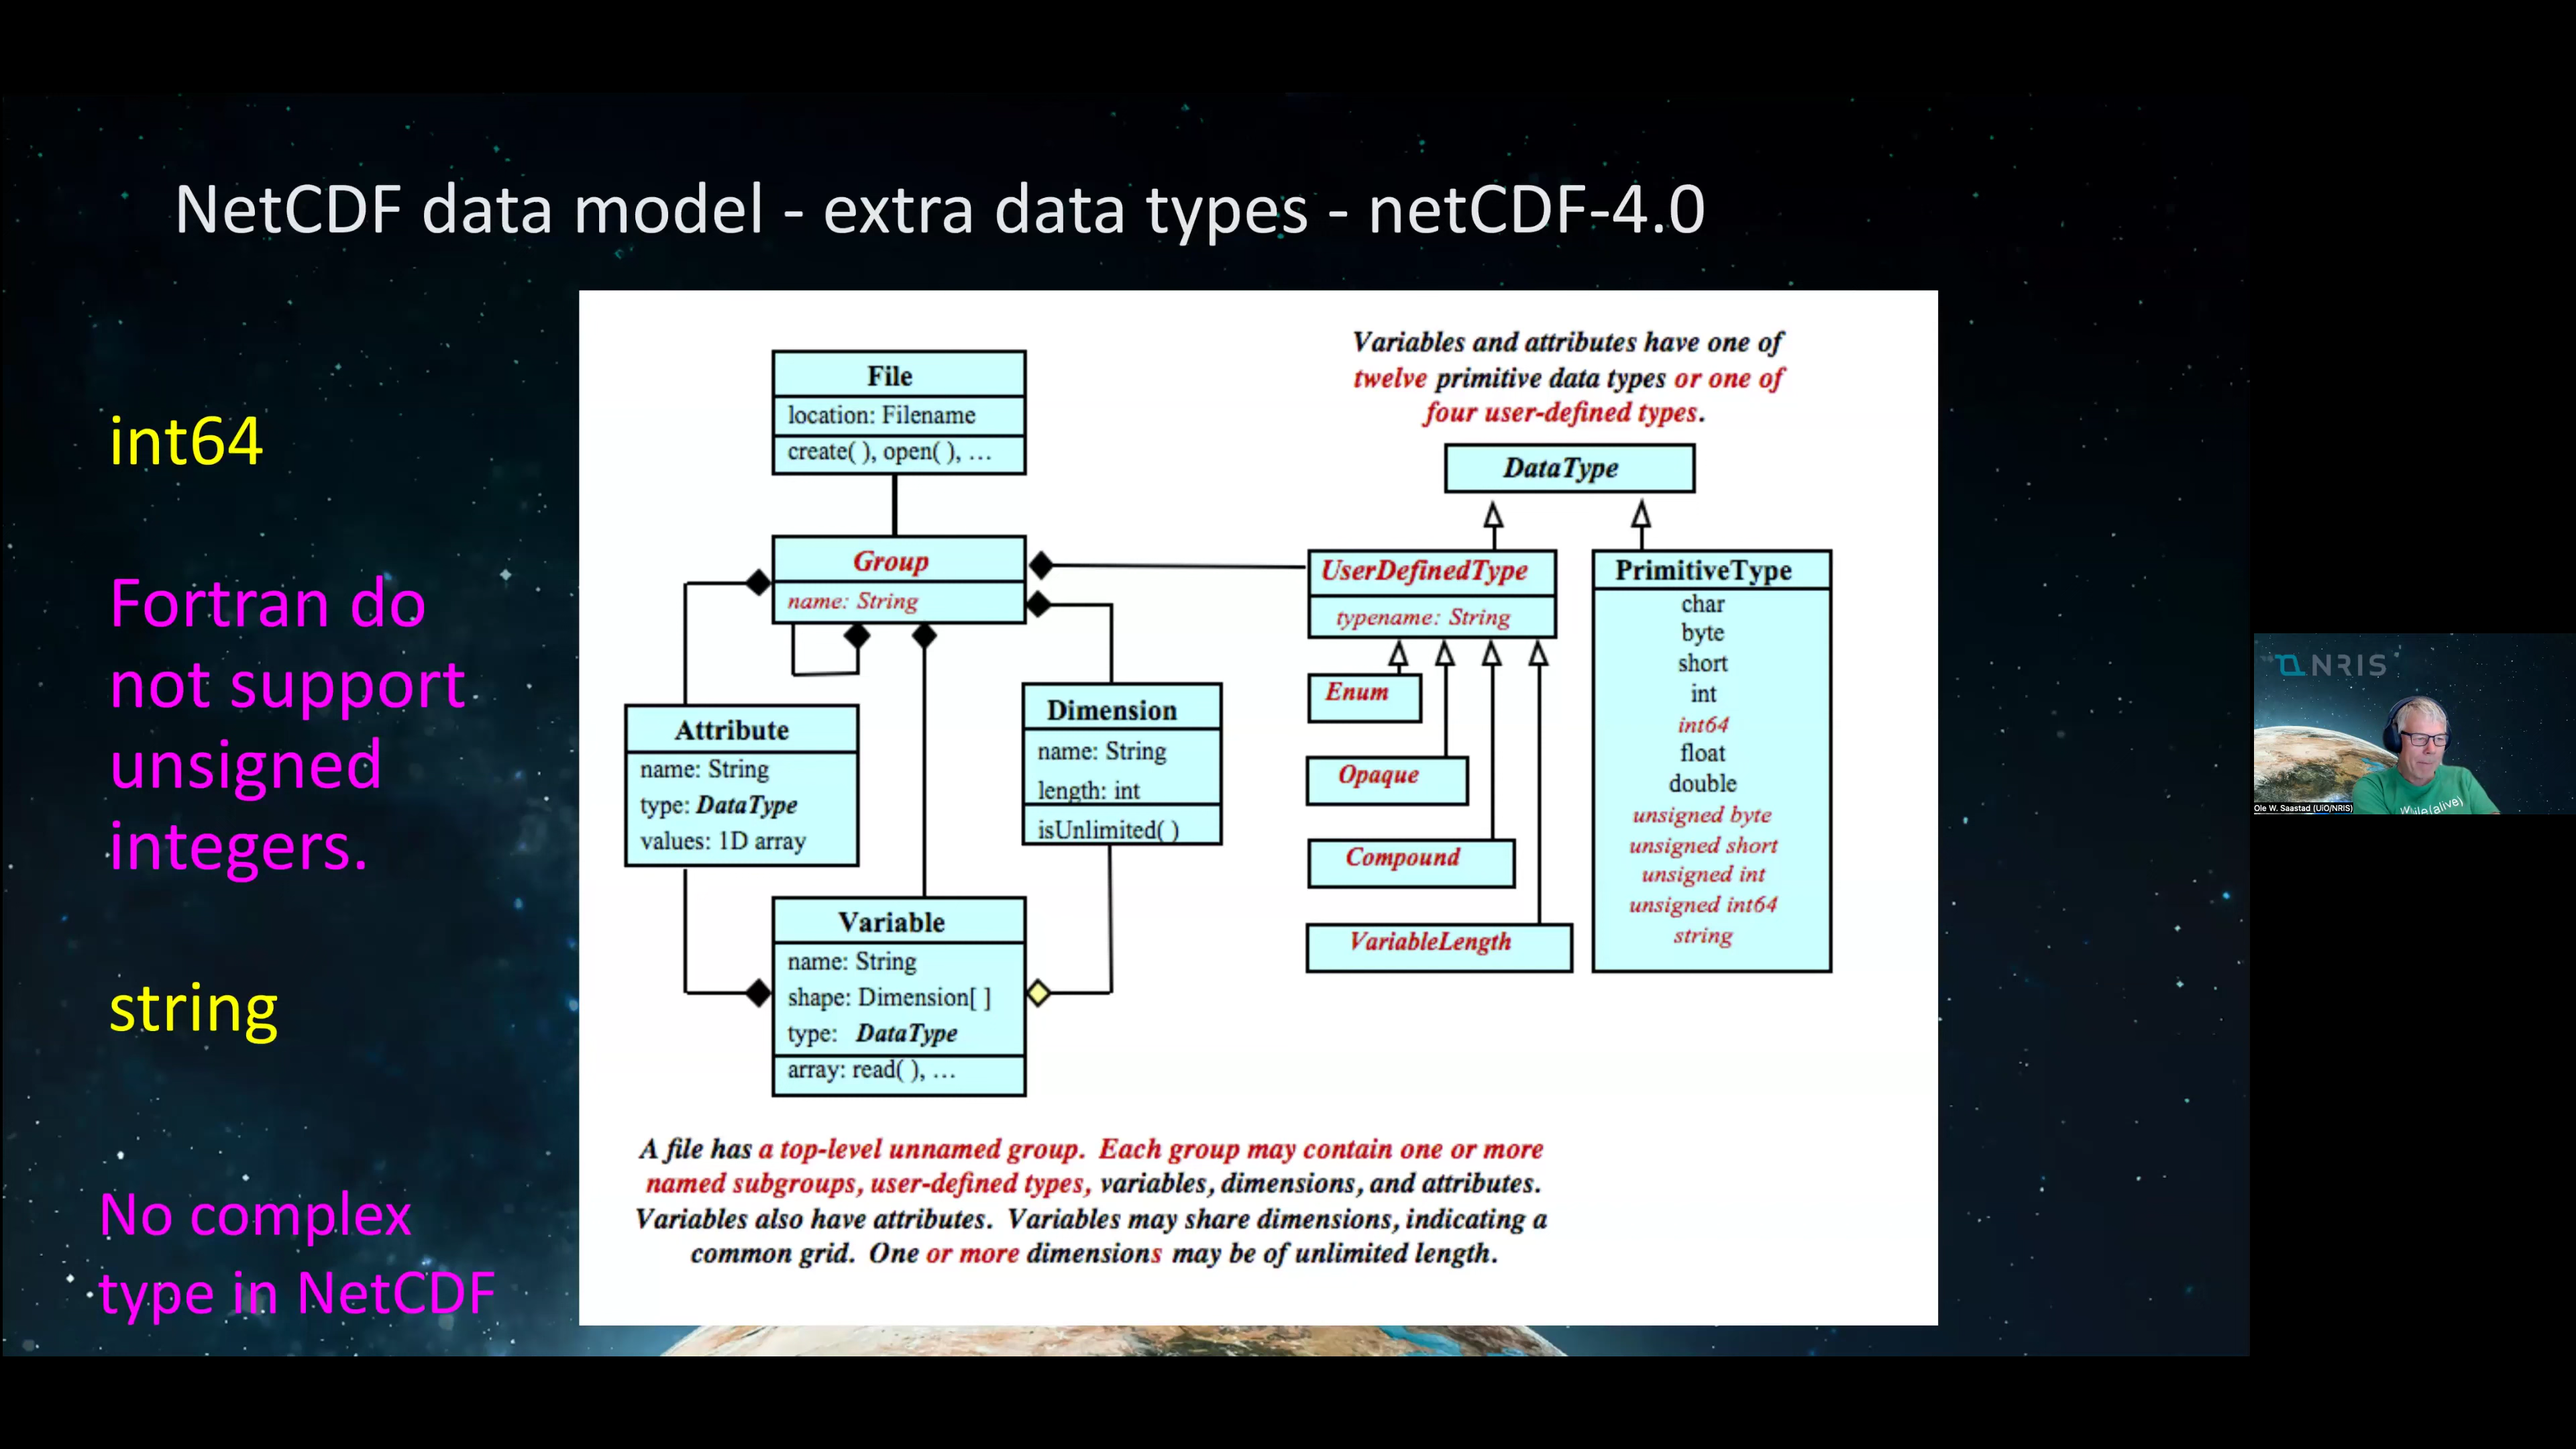 NetCDF data model - extra data types - netCDF-4.0
int64
Fortran do
not support
unsigned
integers.
string
No complex
type in NetCDF
File
location: Filename
create( ), open( ), …
Group
name: String
Attribute
name: String
type: DataType
values: 1D array
Dimension
name: String
length: int
isUnlimited( )
Variable
name: String
shape: Dimension[ ]
type: DataType
array: read( ), …
Variables and attributes have one of
twelve primitive data types or one of
four user-defined types.
DataType
UserDefinedType
typename: String
Enum
Opaque
Compound
VariableLength
PrimitiveType
char
byte
short
int
int64
float
double
unsigned byte
unsigned short
unsigned int
unsigned int64
string
A file has a top-level unnamed group. Each group may contain one or more
named subgroups, user-defined types, variables, dimensions, and attributes.
Variables also have attributes. Variables may share dimensions, indicating a
common grid. One or more dimensions may be of unlimited length.
NRIS
While(alive)
Ole W. Saastad (UiO/NRIS)